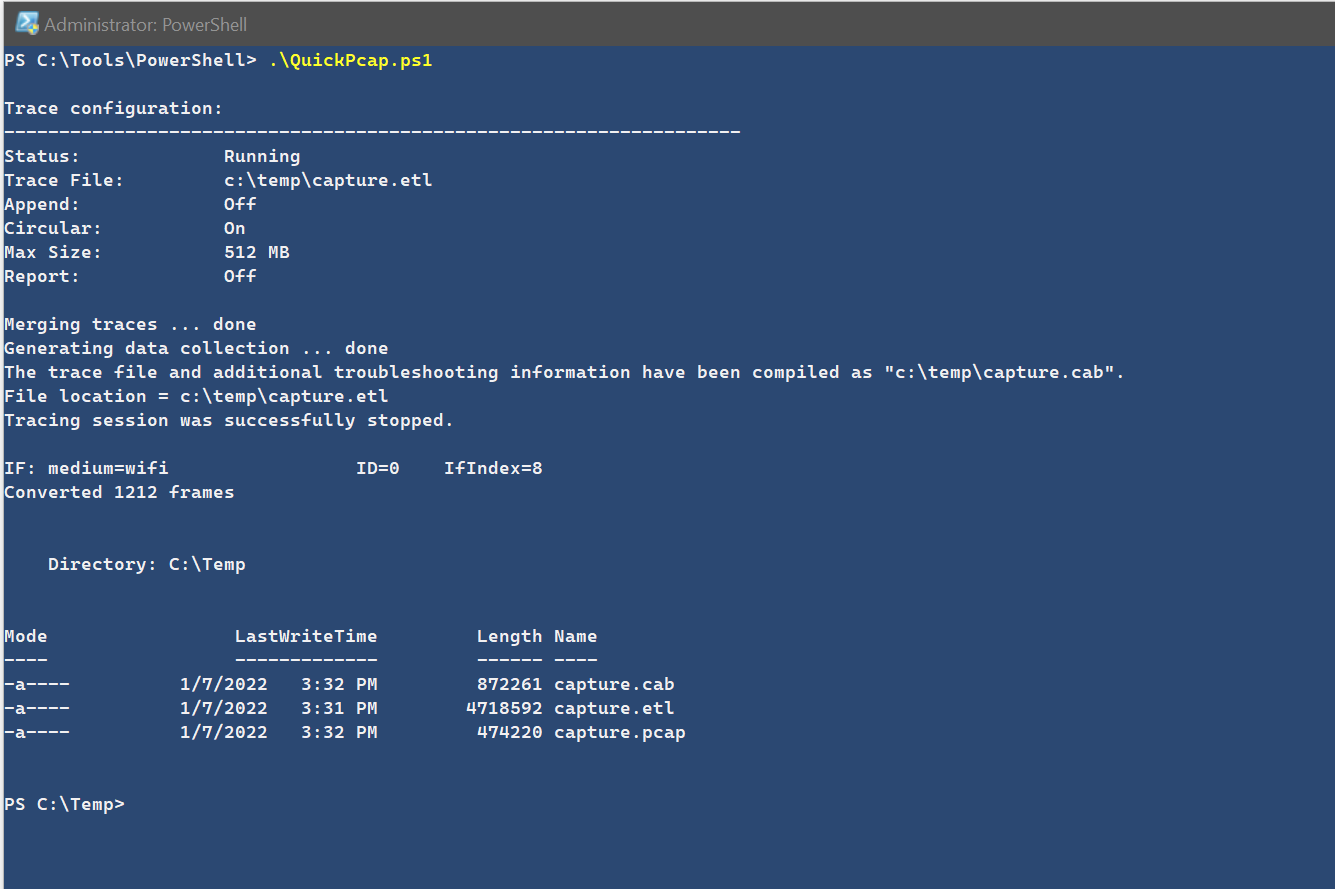 Administrator: PowerShell
PS C:\Tools\PowerShell> .\QuickPcap.ps1
Trace configuration:
-------------------------------------------------------------------
Status:             Running
Trace File:         c:\temp\capture.etl
Append:             Off
Circular:           On
Max Size:           512 MB
Report:             Off
Merging traces ... done
Generating data collection ... done
The trace file and additional troubleshooting information have been compiled as "c:\temp\capture.cab".
File location = c:\temp\capture.etl
Tracing session was successfully stopped.
IF: medium=wifi                 ID=0    IfIndex=8
Converted 1212 frames
    Directory: C:\Temp
Mode                 LastWriteTime         Length Name
----                 -------------         ------ ----
-a----          1/7/2022   3:32 PM         872261 capture.cab
-a----          1/7/2022   3:31 PM        4718592 capture.etl
-a----          1/7/2022   3:32 PM         474220 capture.pcap
PS C:\Temp>